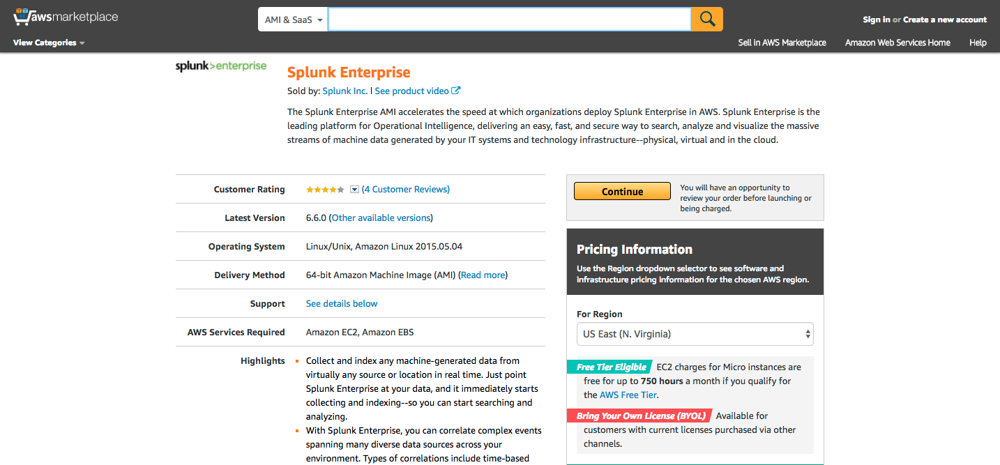 awsmarketplace
AMI & SaaS
Sign in or Create a new account
View Categories
Sell in AWS Marketplace Amazon Web Services Home Help
splunk>enterprise
Splunk Enterprise
Sold by: Splunk Inc. | See product video
The Splunk Enterprise AMI accelerates the speed at which organizations deploy Splunk Enterprise in AWS. Splunk Enterprise is the
leading platform for Operational Intelligence, delivering an easy, fast, and secure way to search, analyze and visualize the massive
streams of machine data generated by your IT systems and technology infrastructure--physical, virtual and in the cloud.
Customer Rating (4 Customer Reviews)
Latest Version 6.6.0 (Other available versions)
Operating System Linux/Unix, Amazon Linux 2015.05.04
Delivery Method 64-bit Amazon Machine Image (AMI) (Read more)
Support See details below
AWS Services Required Amazon EC2, Amazon EBS
Highlights Collect and index any machine-generated data from
virtually any source or location in real time. Just point
Splunk Enterprise at your data, and it immediately starts
collecting and indexing--so you can start searching and
analyzing.
With Splunk Enterprise, you can correlate complex events
spanning many diverse data sources across your
environment. Types of correlations include time-based
Continue
You will have an opportunity to
review your order before launching or
being charged.
Pricing Information
Use the Region dropdown selector to see software and
infrastructure pricing information for the chosen AWS region.
For Region
US East (N. Virginia)
Free Tier Eligible EC2 charges for Micro instances are
free for up to 750 hours a month if you qualify for
the AWS Free Tier.
Bring Your Own License (BYOL) Available for
customers with current licenses purchased via other
channels.